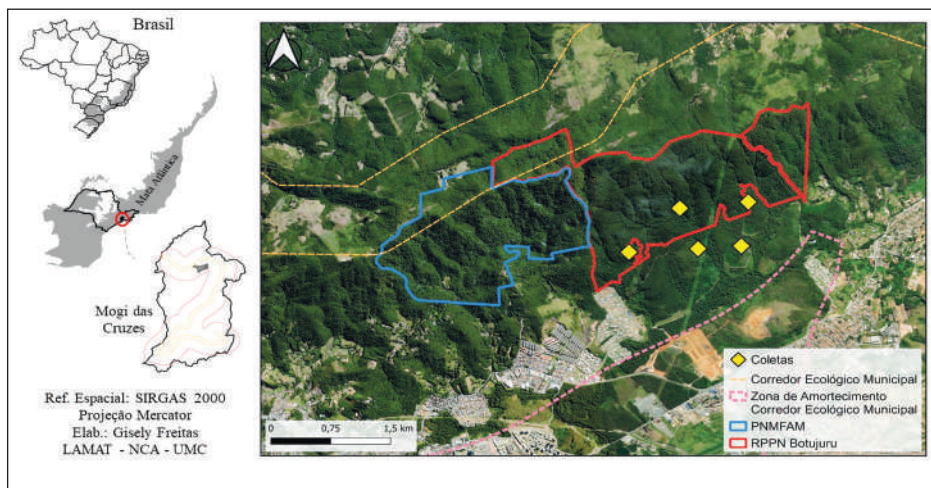 Brasil
Mata Atlântica
Mogi das
Cruzes
Ref. Espacial: SIRGAS 2000
Projeção Mercator
Elab.: Gisely Freitas
LAMAT - NCA - UMC
0
0,75
1,5 km
Coletas
Corredor Ecológico Municipal
Zona de Amortecimento
Corredor Ecológico Municipal
PNMFAM
RPPN Botujuru